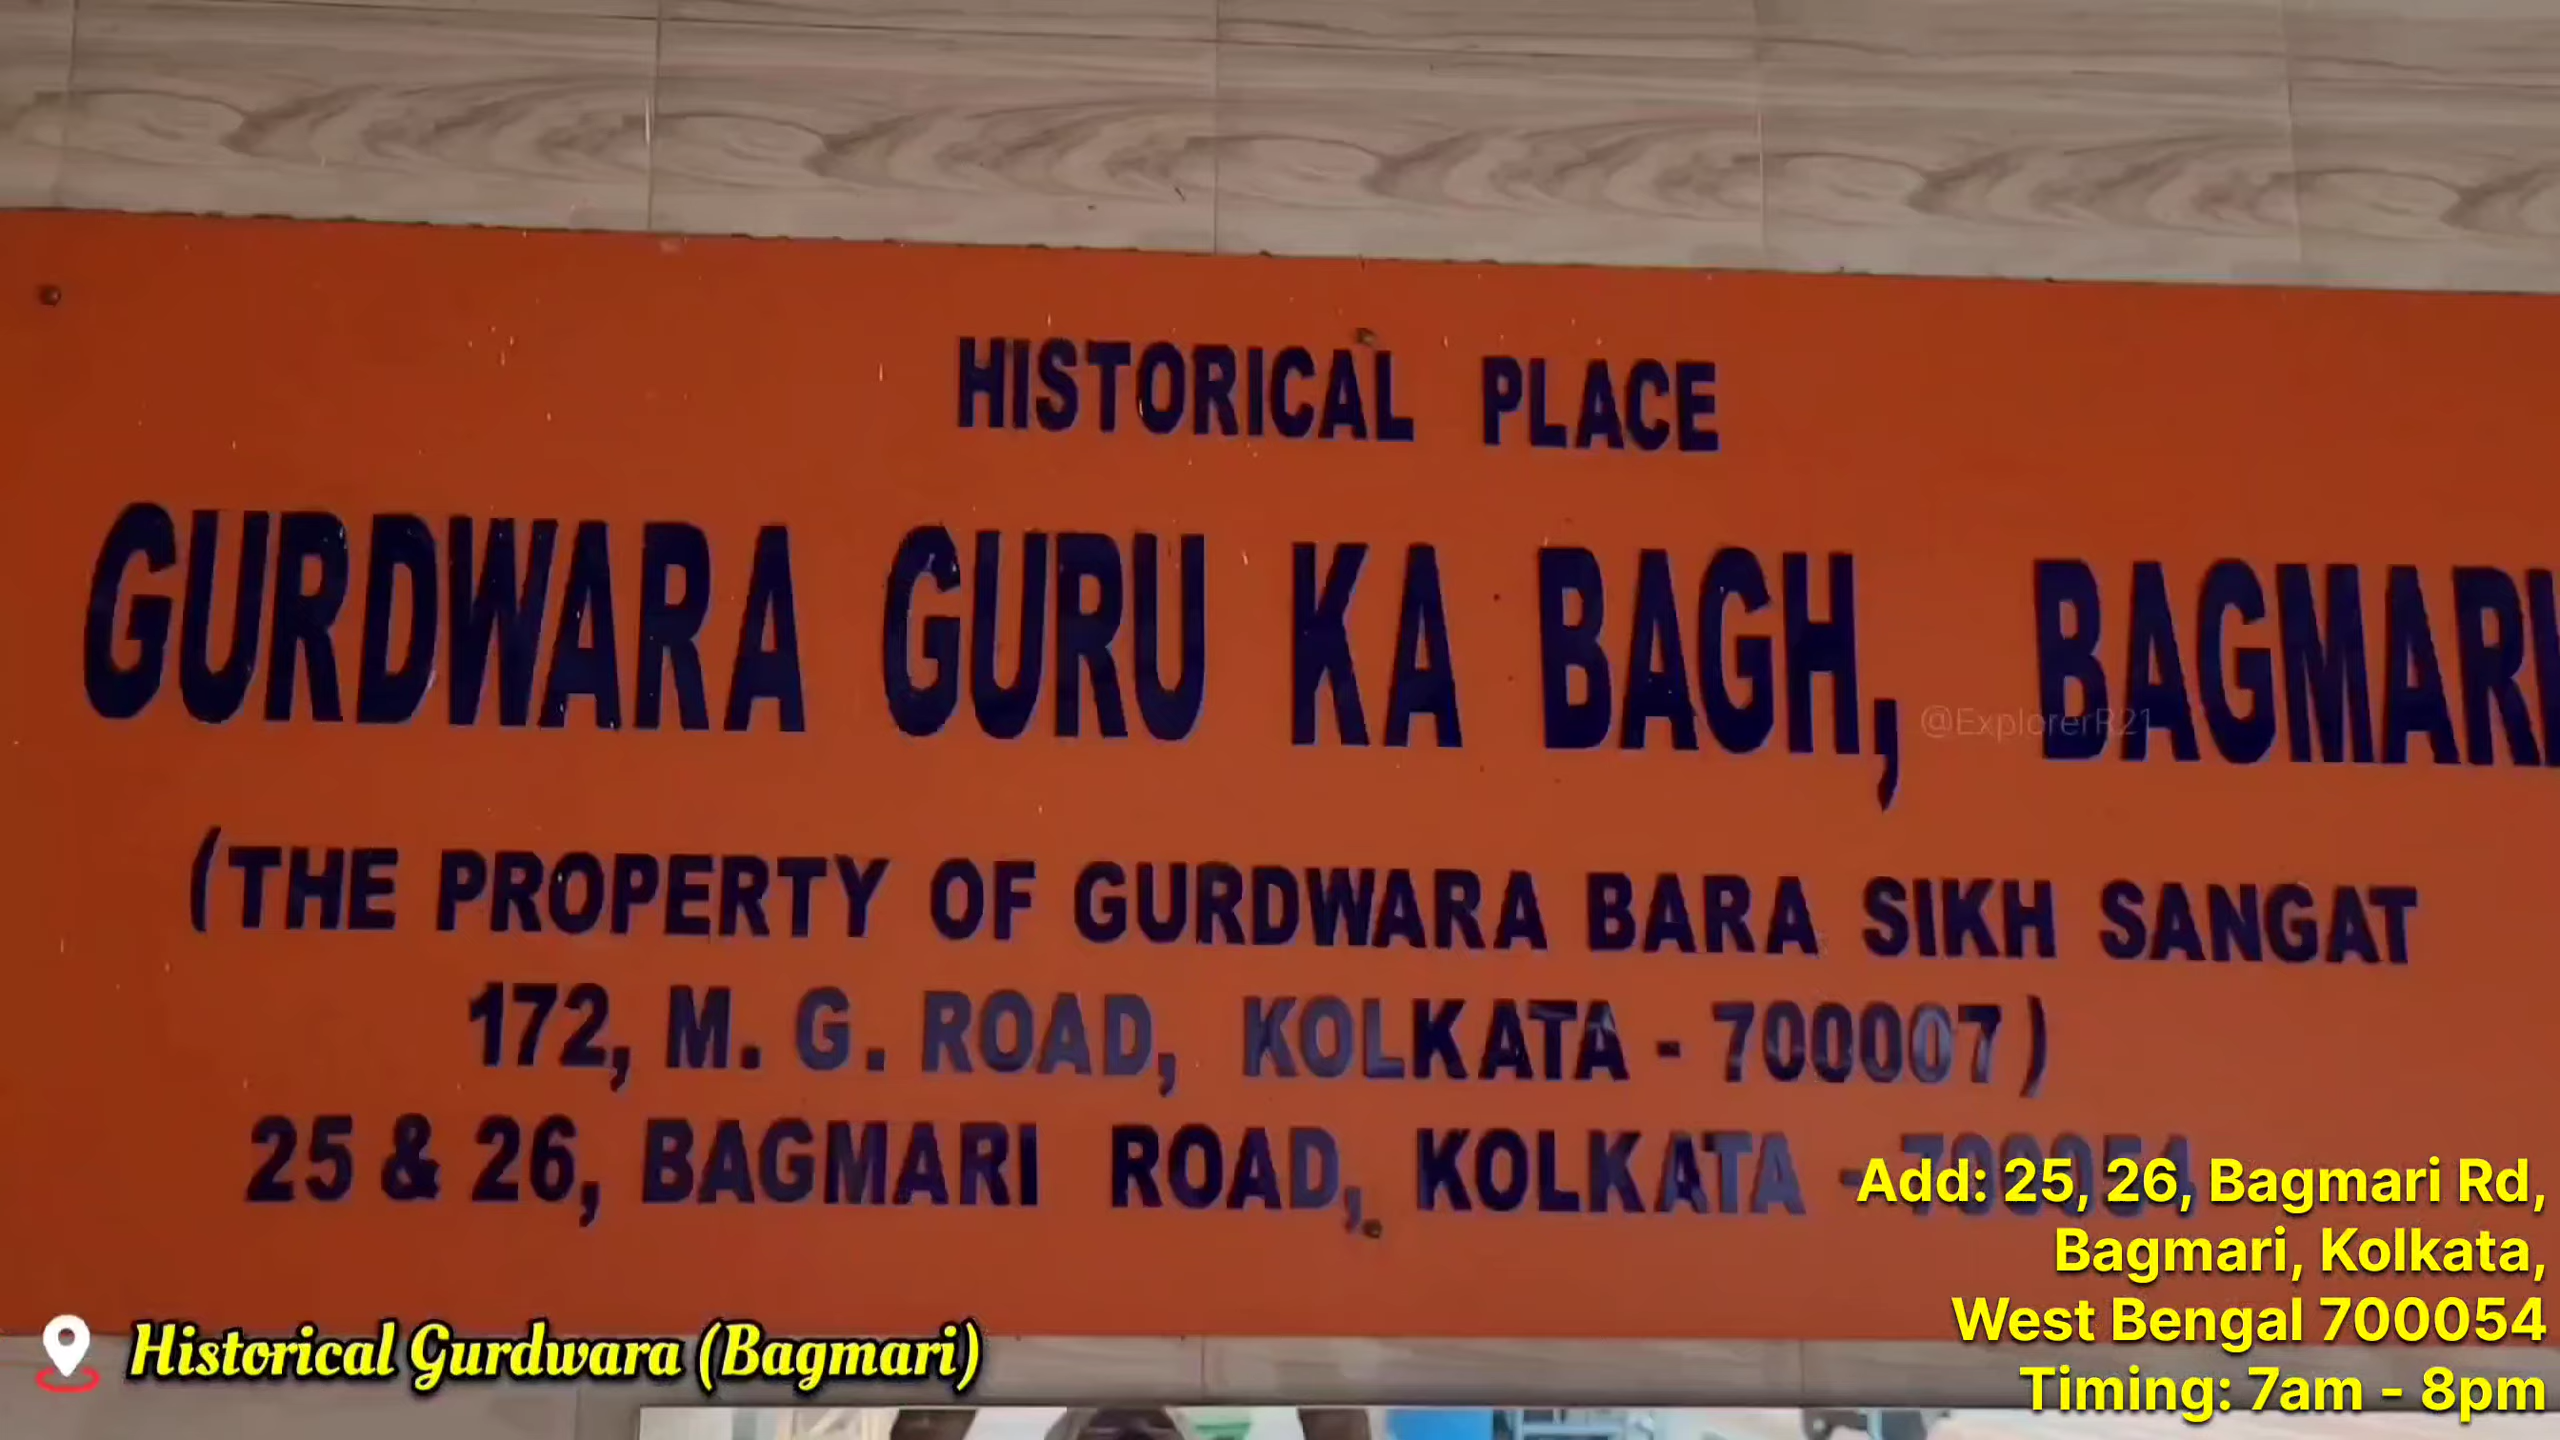 HISTORICAL PLACE
GURDWARA GURU KA BAGH, BAGMARI
@ExplorerR21
(THE PROPERTY OF GURDWARA BARA SIKH SANGAT
172, M. G. ROAD, KOLKATA - 700007)
25 & 26, BAGMARI ROAD, KOLKATA - 700054
Add: 25, 26, Bagmari Rd,
Bagmari, Kolkata,
West Bengal 700054
Timing: 7am - 8pm
Historical Gurdwara (Bagmari)